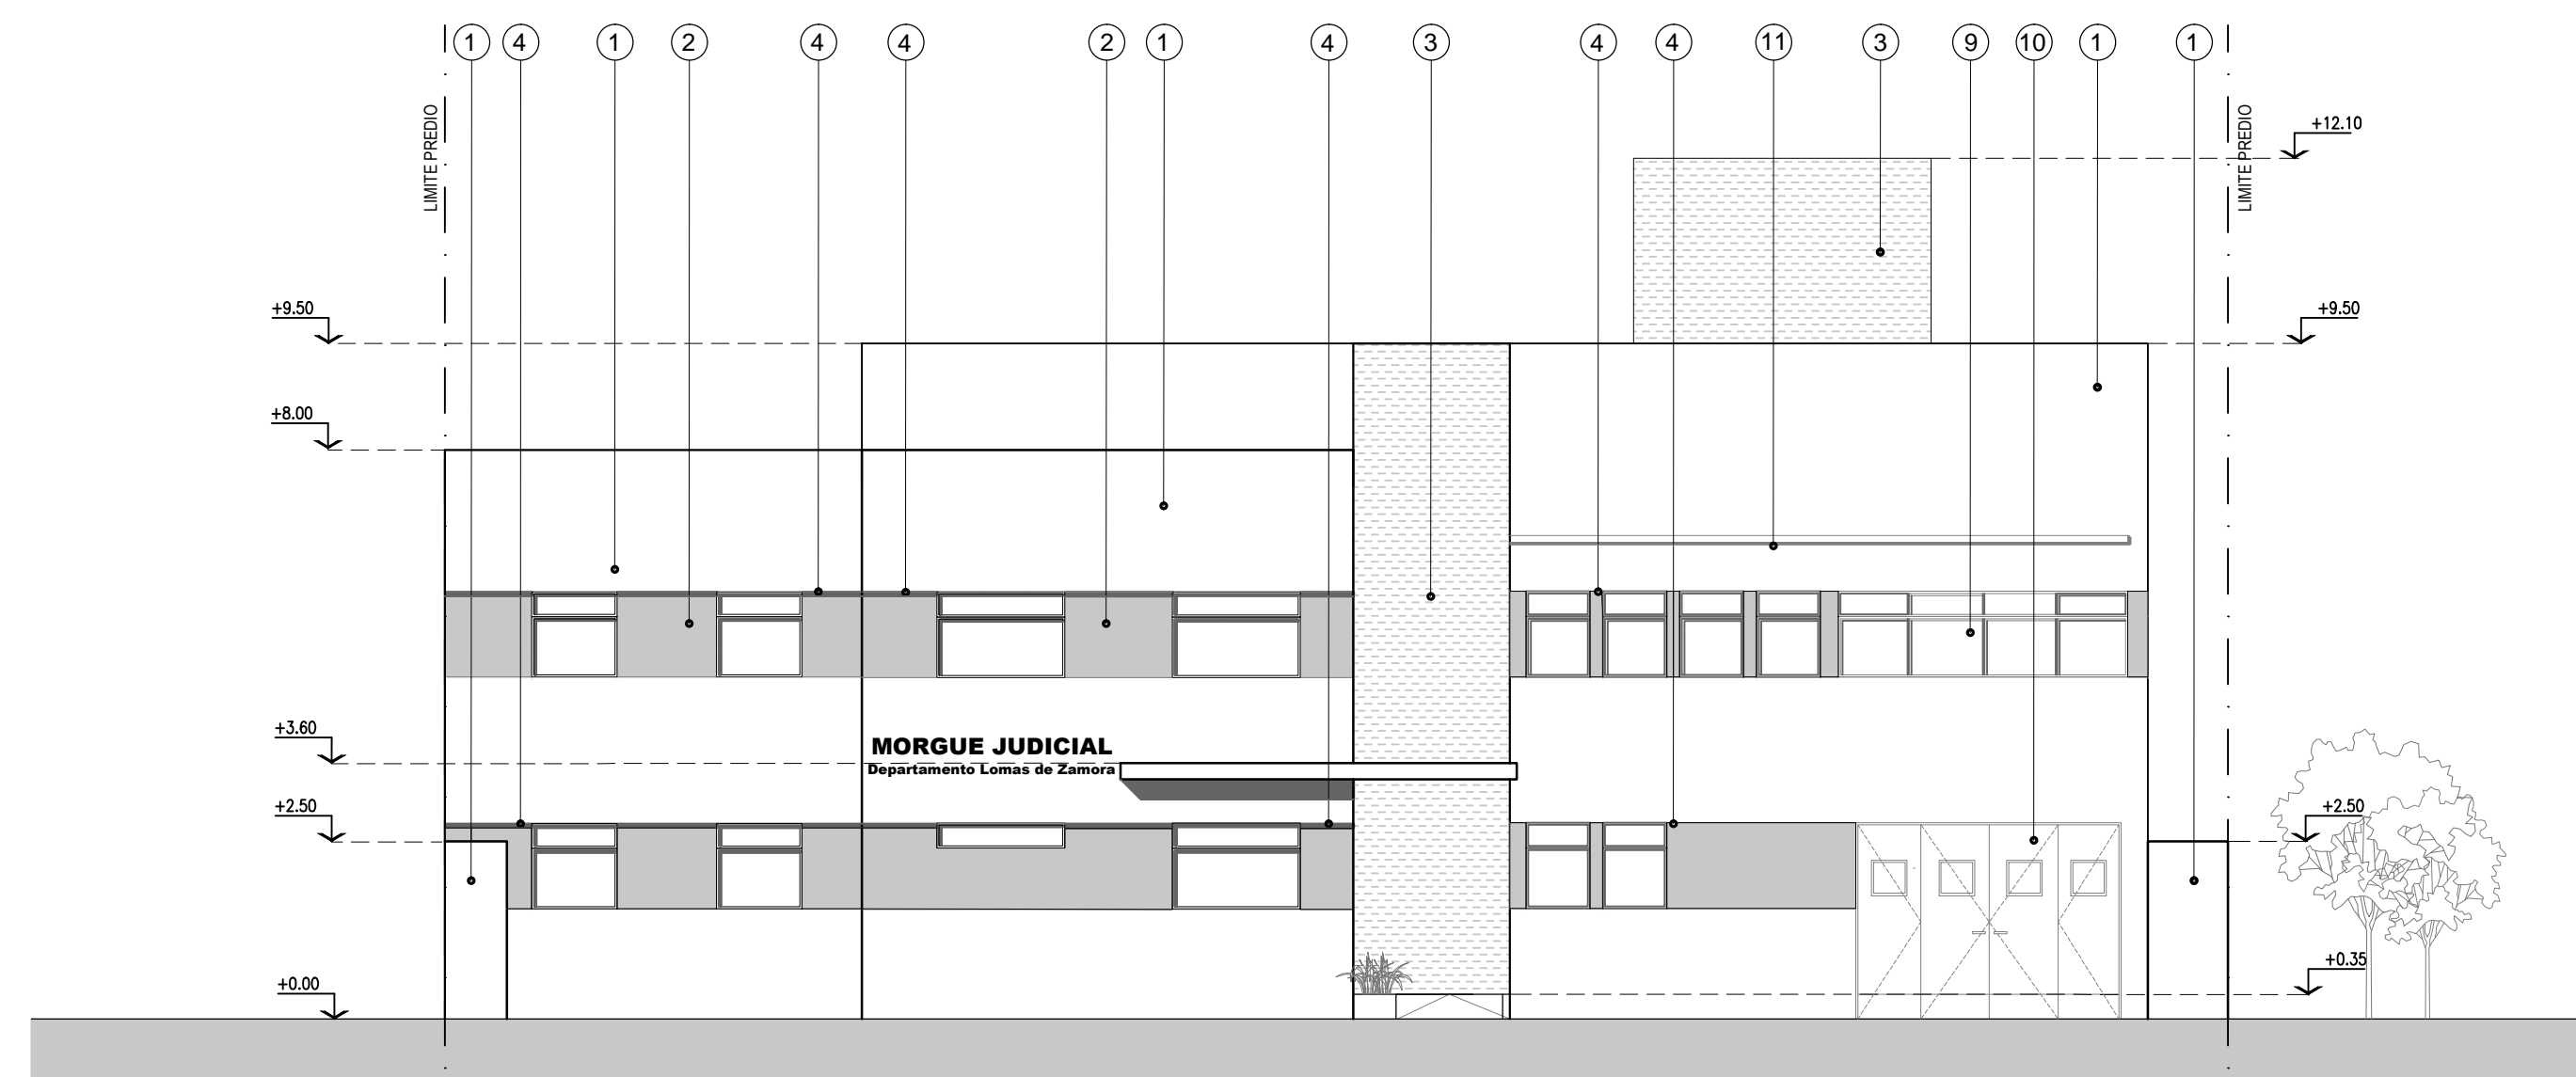 1 4 1 2 4 4 2 1 4 3 4 4 11 3 9 10 1 1
LIMITE PREDIO
LIMITE PREDIO
+12.10
+9.50
+9.50
+8.00
+3.60
MORGUE JUDICIAL
Departamento Lomas de Zamora
+2.50
+2.50
+0.35
+0.00